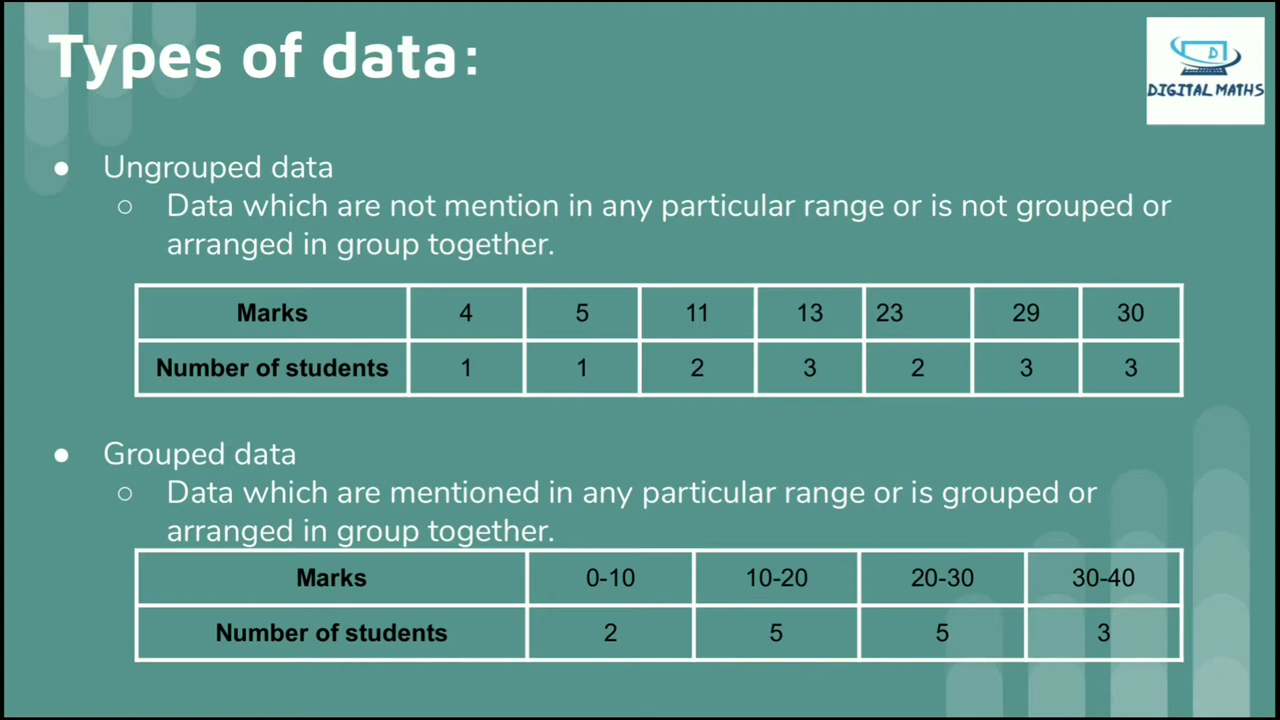 Types of data:
D
DIGITAL MATHS
● Ungrouped data
○ Data which are not mention in any particular range or is not grouped or
arranged in group together.
Marks 4 5 11 13 23 29 30
Number of students 1 1 2 3 2 3 3
● Grouped data
○ Data which are mentioned in any particular range or is grouped or
arranged in group together.
Marks 0-10 10-20 20-30 30-40
Number of students 2 5 5 3